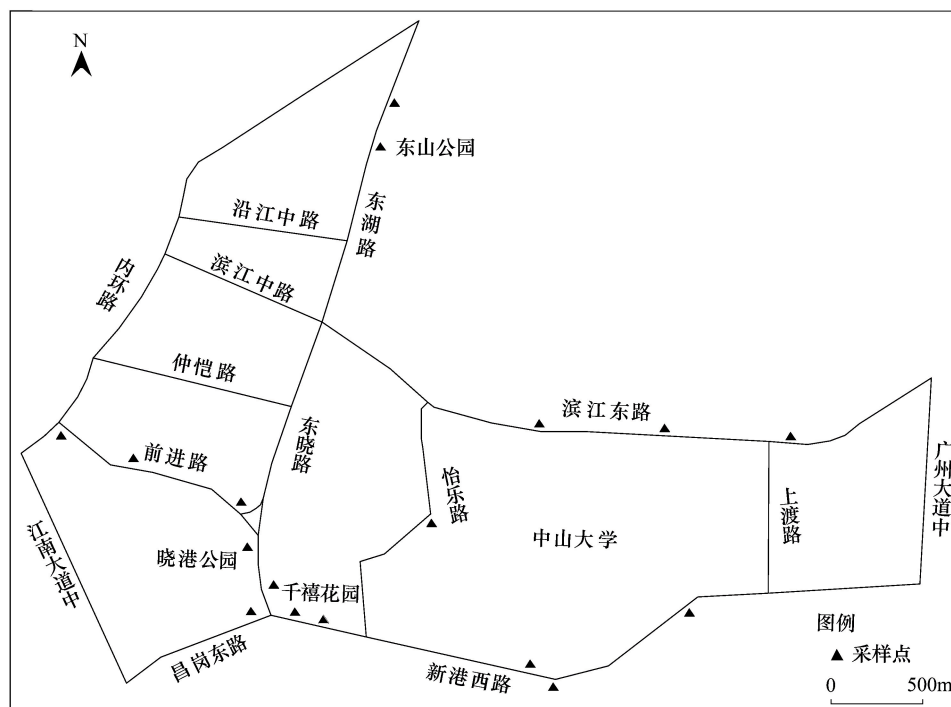 N
东山公园
东湖路
沿江中路
滨江中路
内环路
仲恺路
滨江东路
东晓路
前进路
怡乐路
广州大道中
上渡路
中山大学
江南大道中
晓港公园
千禧花园
昌岗东路
新港西路
图例
采样点
0 500m